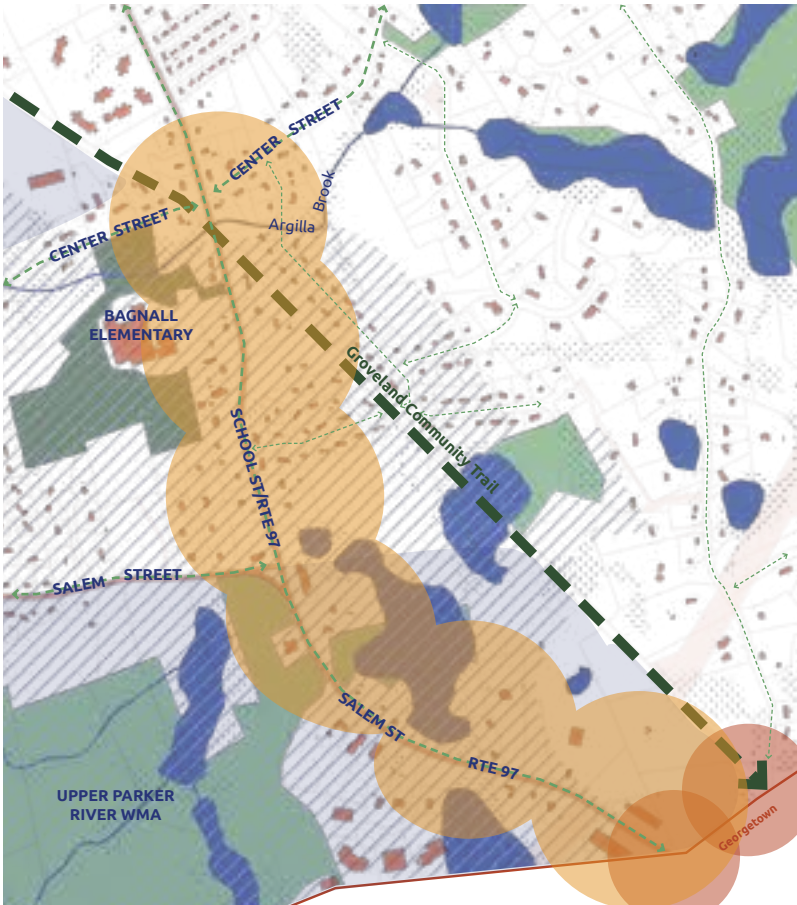 CENTER STREET
Brook
Argilla
CENTER STREET
BAGNALL
ELEMENTARY
Groveland Community Trail
SCHOOL ST/RTE 97
SALEM STREET
SALEM ST
RTE 97
UPPER PARKER
RIVER WMA
Georgetown